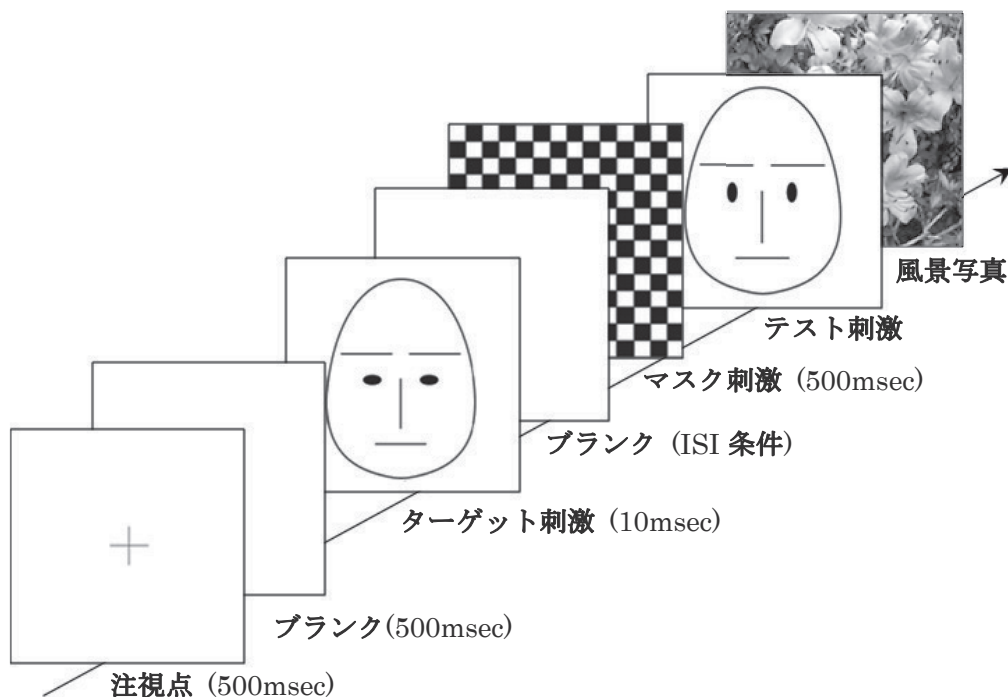 風景写真
テスト刺激
マスク刺激 (500msec)
ブランク (ISI 条件)
ターゲット刺激 (10msec)
ブランク(500msec)
注視点 (500msec)